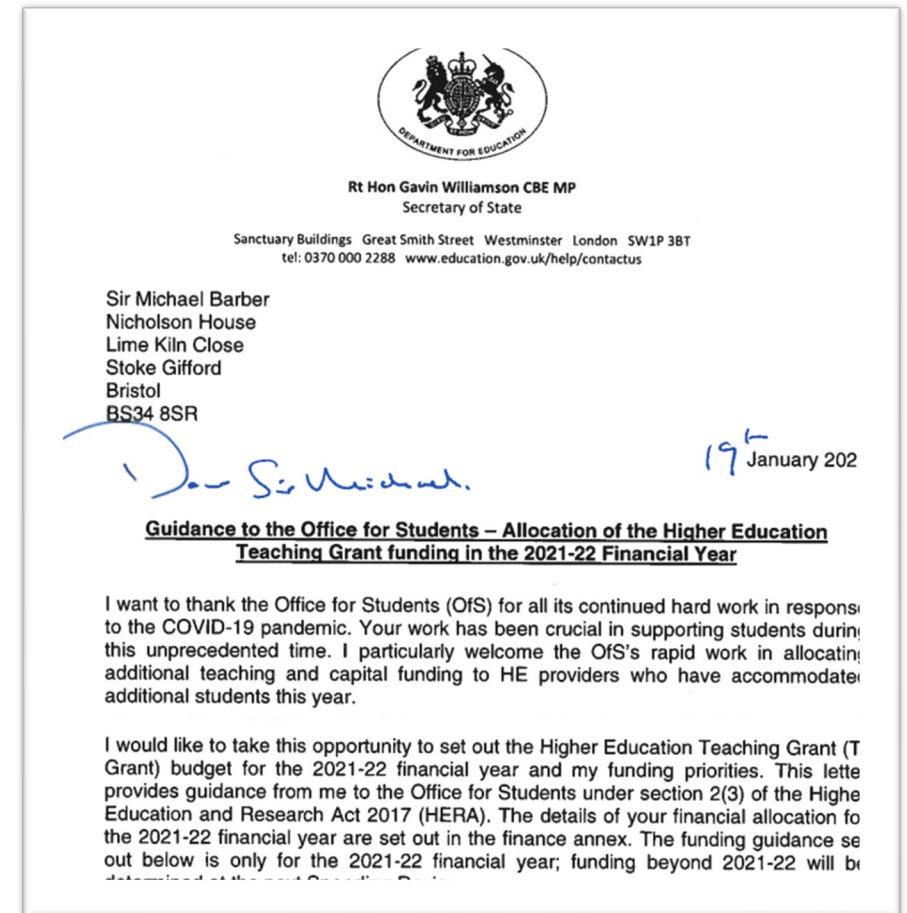 DEPARTMENT FOR EDUCATION
Rt Hon Gavin Williamson CBE MP
Secretary of State
Sanctuary Buildings Great Smith Street Westminster London SW1P 3BT
tel: 0370 000 2288 www.education.gov.uk/help/contactus
Sir Michael Barber
Nicholson House
Lime Kiln Close
Stoke Gifford
Bristol
BS34 8SR
19th January 202
Dear Sir Michael.
Guidance to the Office for Students – Allocation of the Higher Education
Teaching Grant funding in the 2021-22 Financial Year
I want to thank the Office for Students (OfS) for all its continued hard work in respons
to the COVID-19 pandemic. Your work has been crucial in supporting students durin
this unprecedented time. I particularly welcome the OfS's rapid work in allocatin
additional teaching and capital funding to HE providers who have accommodate
additional students this year.
I would like to take this opportunity to set out the Higher Education Teaching Grant (T
Grant) budget for the 2021-22 financial year and my funding priorities. This lette
provides guidance from me to the Office for Students under section 2(3) of the Highe
Education and Research Act 2017 (HERA). The details of your financial allocation fo
the 2021-22 financial year are set out in the finance annex. The funding guidance se
out below is only for the 2021-22 financial year; funding beyond 2021-22 will be